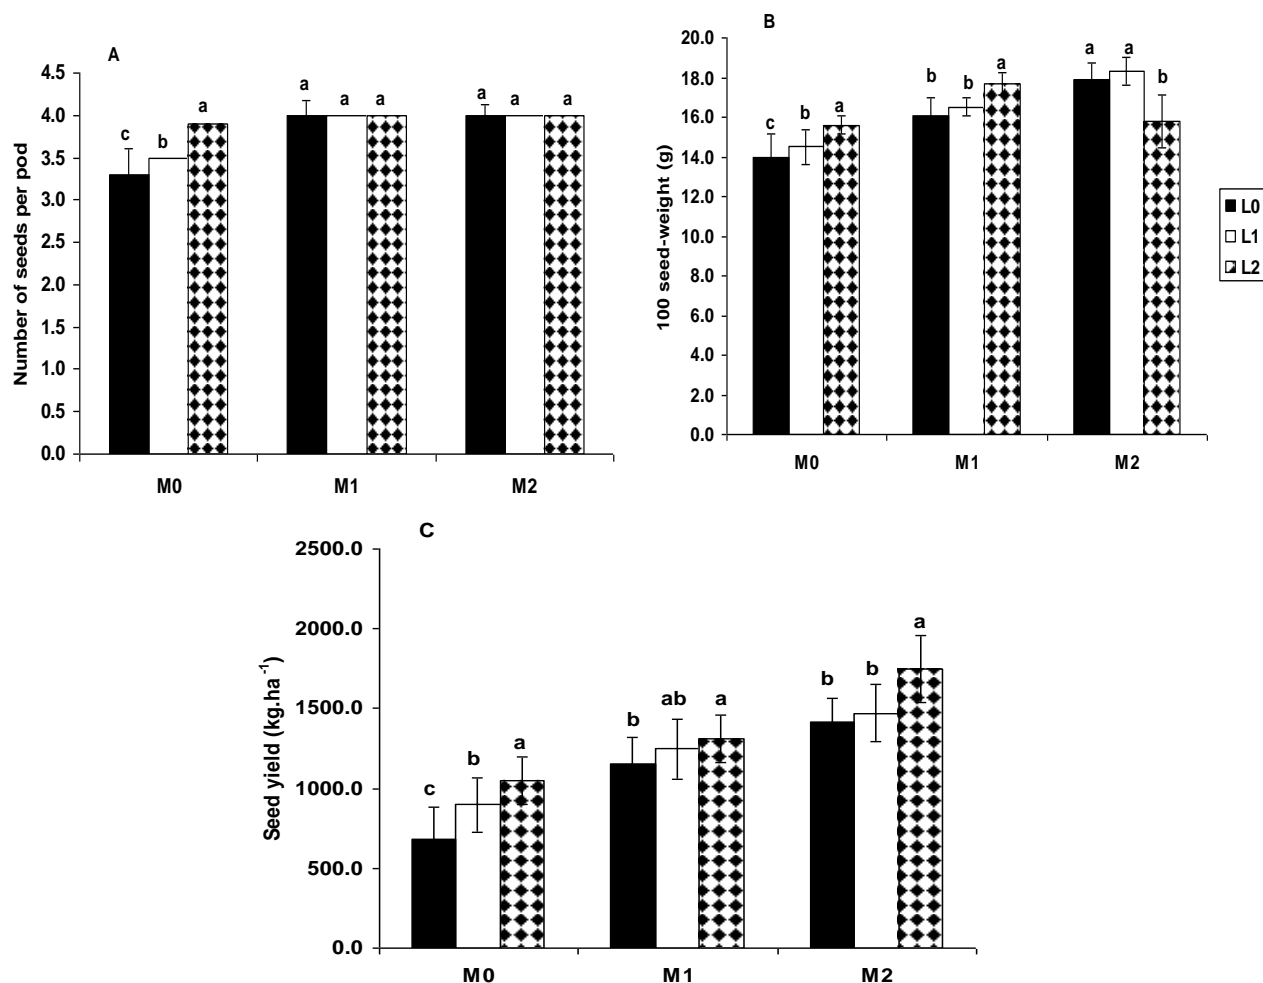 A
Number of seeds per pod
4.5
4.0
3.5
3.0
2.5
2.0
1.5
1.0
0.5
0.0
c b a
a a a
a a a
M0 M1 M2
B
100 seed-weight (g)
20.0
18.0
16.0
14.0
12.0
10.0
8.0
6.0
4.0
2.0
0.0
c b a
b b a
a a b
M0 M1 M2
L0
L1
L2
C
Seed yield (kg.ha⁻¹)
2500.0
2000.0
1500.0
1000.0
500.0
0.0
c b a
b ab a
b b a
M0 M1 M2